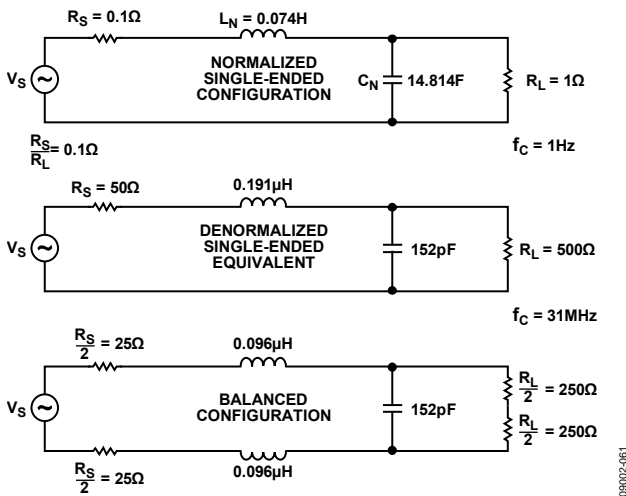 RS = 0.1Ω
LN = 0.074H
VS
NORMALIZED
SINGLE-ENDED
CONFIGURATION
CN
14.814F
RL = 1Ω
RS
RL
= 0.1Ω
fC = 1Hz
RS = 50Ω
0.191µH
VS
DENORMALIZED
SINGLE-ENDED
EQUIVALENT
152pF
RL = 500Ω
fC = 31MHz
RS
2
= 25Ω
0.096µH
VS
BALANCED
CONFIGURATION
152pF
RL
2
= 250Ω
RL
2
= 250Ω
RS
2
= 25Ω
0.096µH
09002-061